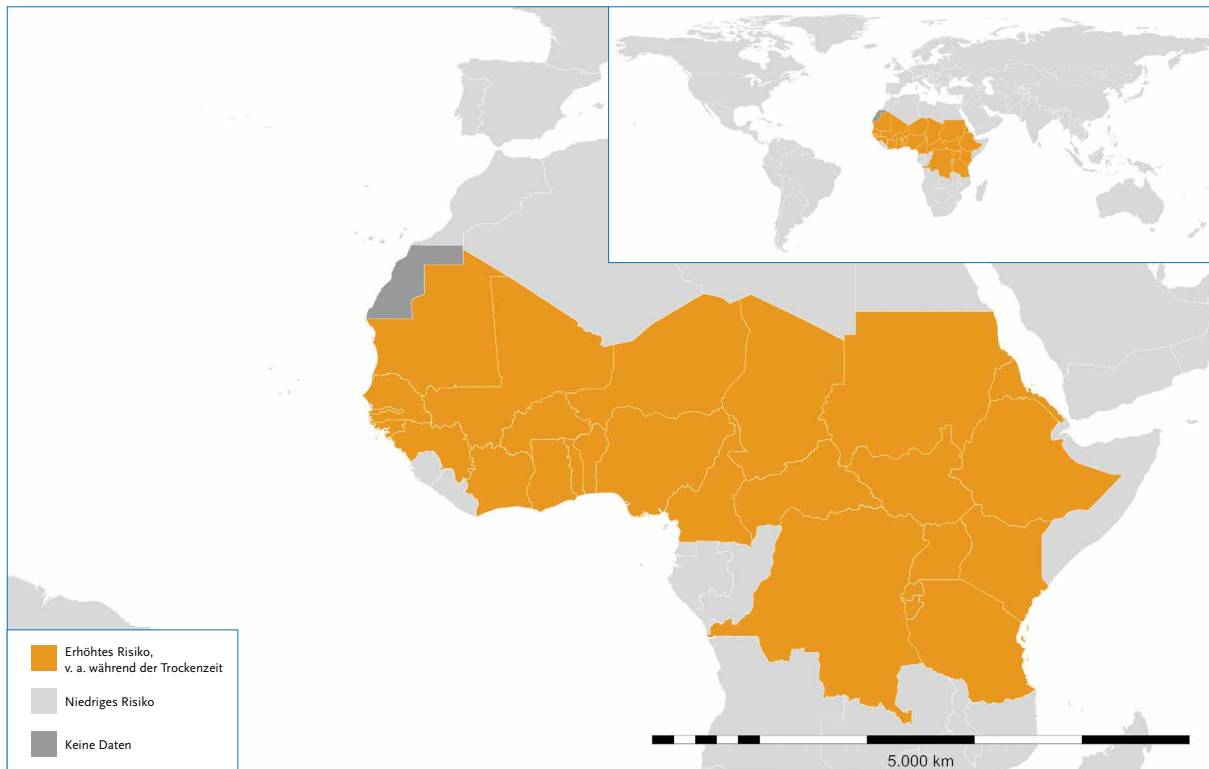 Erhöhtes Risiko,
v. a. während der Trockenzeit
Niedriges Risiko
Keine Daten
5.000 km